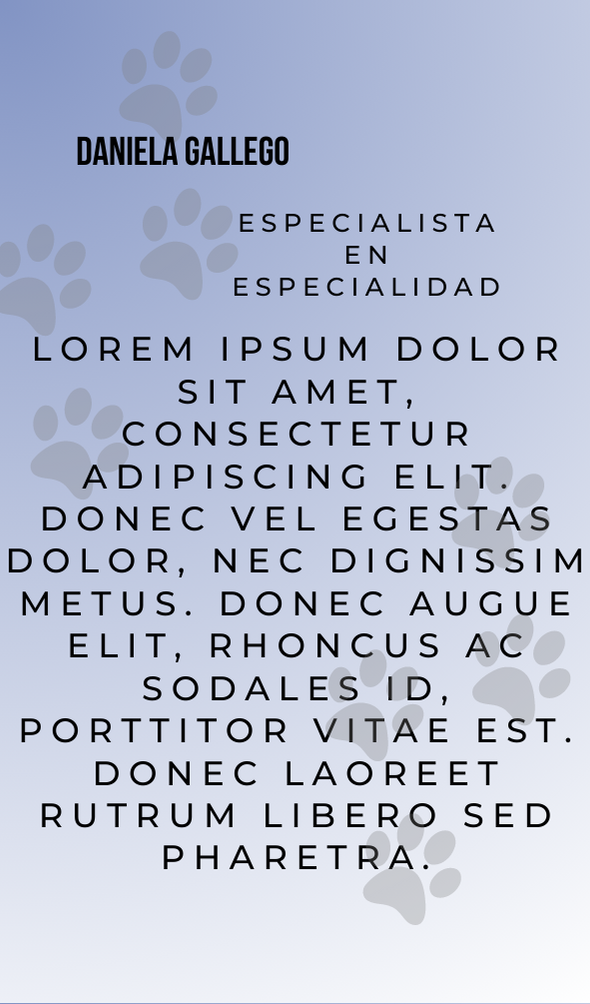 DANIELA GALLEGO
ESPECIALISTA
EN
ESPECIALIDAD
LOREM IPSUM DOLOR
SIT AMET,
CONSECTETUR
ADIPISCING ELIT.
DONEC VEL EGESTAS
DOLOR, NEC DIGNISSIM
METUS. DONEC AUGUE
ELIT, RHONCUS AC
SODALES ID,
PORTTITOR VITAE EST.
DONEC LAOREET
RUTRUM LIBERO SED
PHARETRA.